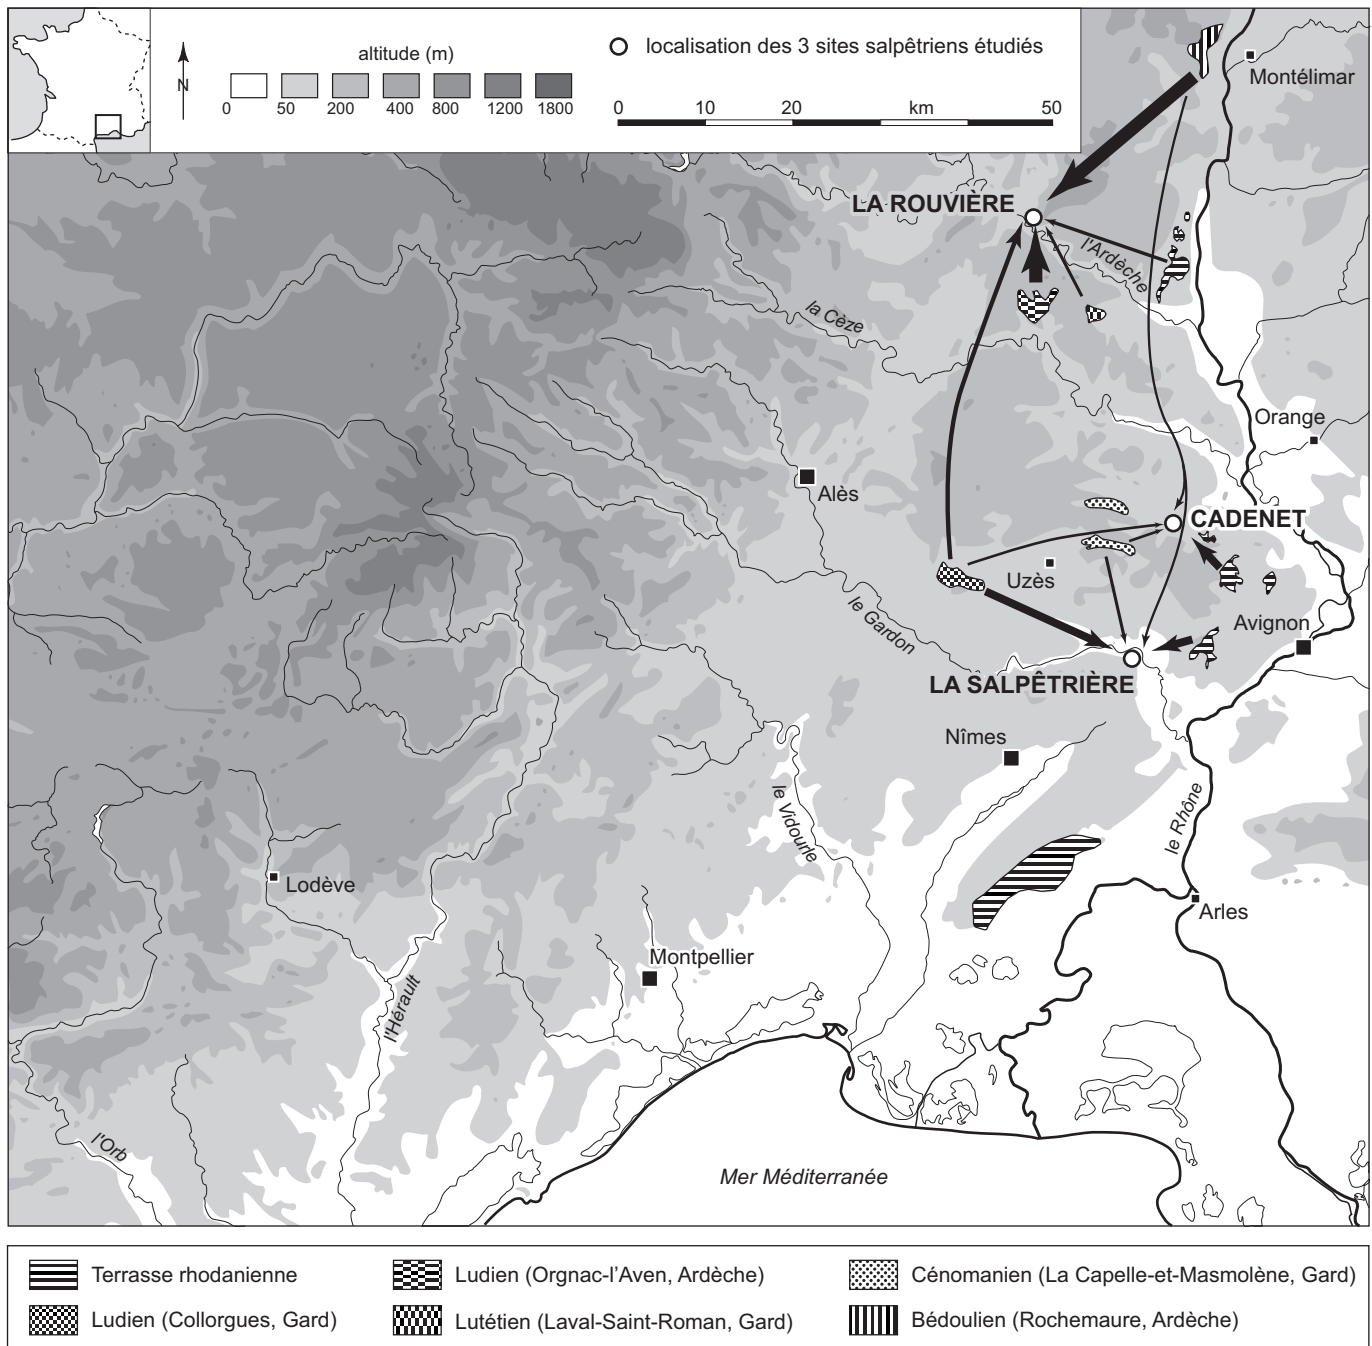 altitude (m)
N
0 50 200 400 800 1200 1800
localisation des 3 sites salpêtriens étudiés
0 10 20 km 50
Montélimar
LA ROUVIÈRE
l'Ardèche
la Cèze
Orange
Alès
CADENET
Uzès
le Gardon
Avignon
LA SALPÊTRIÈRE
Nîmes
le Vidourle
le Rhône
Lodève
Arles
Montpellier
l'Hérault
l'Orb
Mer Méditerranée
Terrasse rhodanienne
Ludien (Orgnac-l'Aven, Ardèche)
Cénomanien (La Capelle-et-Masmolène, Gard)
Ludien (Collorgues, Gard)
Lutétien (Laval-Saint-Roman, Gard)
Bédoulien (Rochemaure, Ardèche)